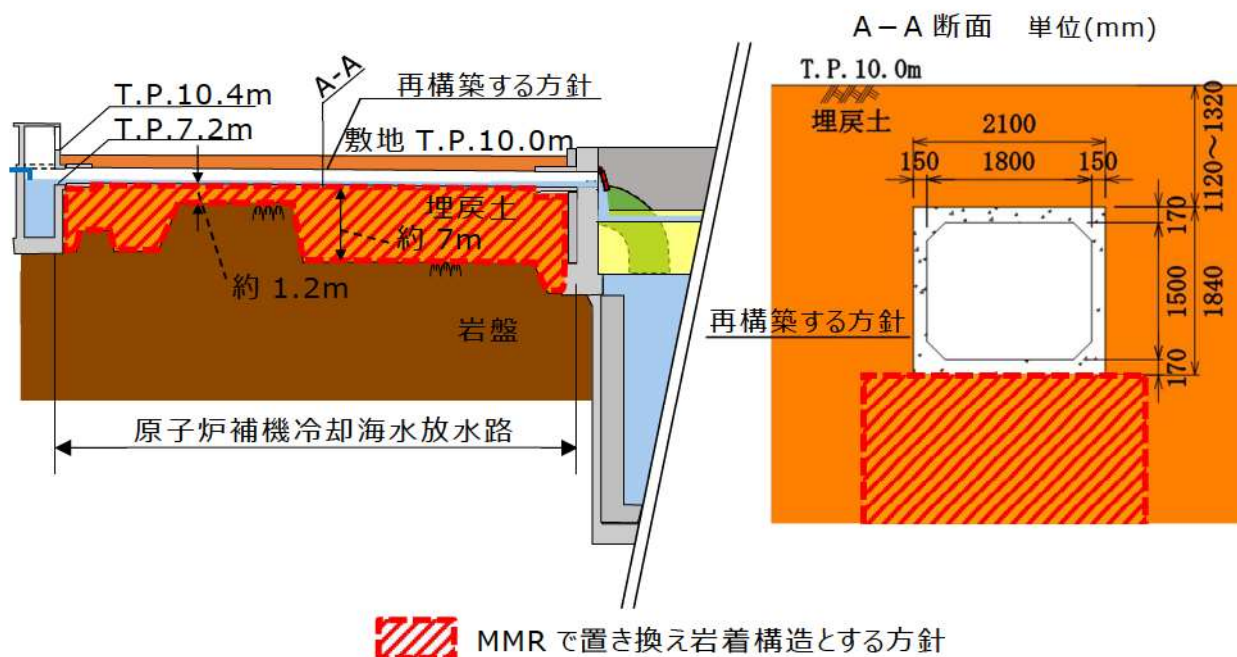 A－A 断面　単位(mm)
T.P.10.0m
埋戻土
2100
150
1800
150
1120～1320
170
1500
1840
170
再構築する方針
A-A
再構築する方針
T.P.10.4m
T.P.7.2m
敷地 T.P.10.0m
埋戻土
約 7m
約 1.2m
岩盤
原子炉補機冷却海水放水路
MMR で置き換え岩着構造とする方針